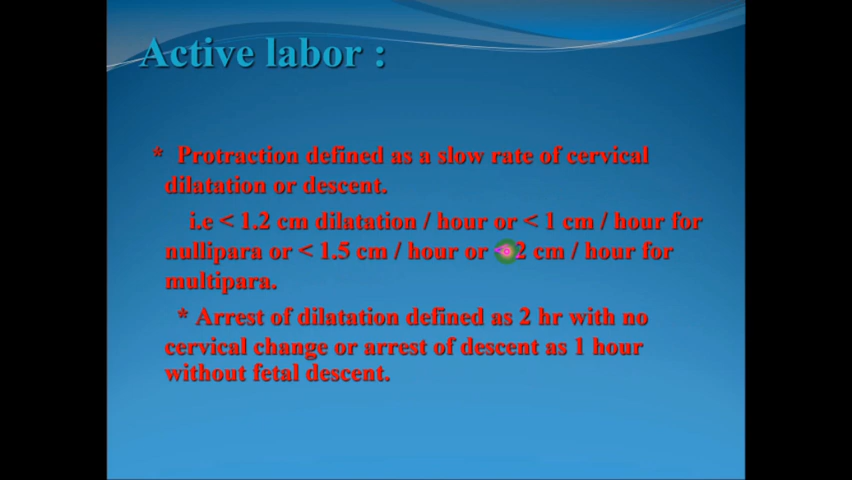 Active labor :
* Protraction defined as a slow rate of cervical
dilatation or descent.
i.e < 1.2 cm dilatation / hour or < 1 cm / hour for
nullipara or < 1.5 cm / hour or < 2 cm / hour for
multipara.
* Arrest of dilatation defined as 2 hr with no
cervical change or arrest of descent as 1 hour
without fetal descent.